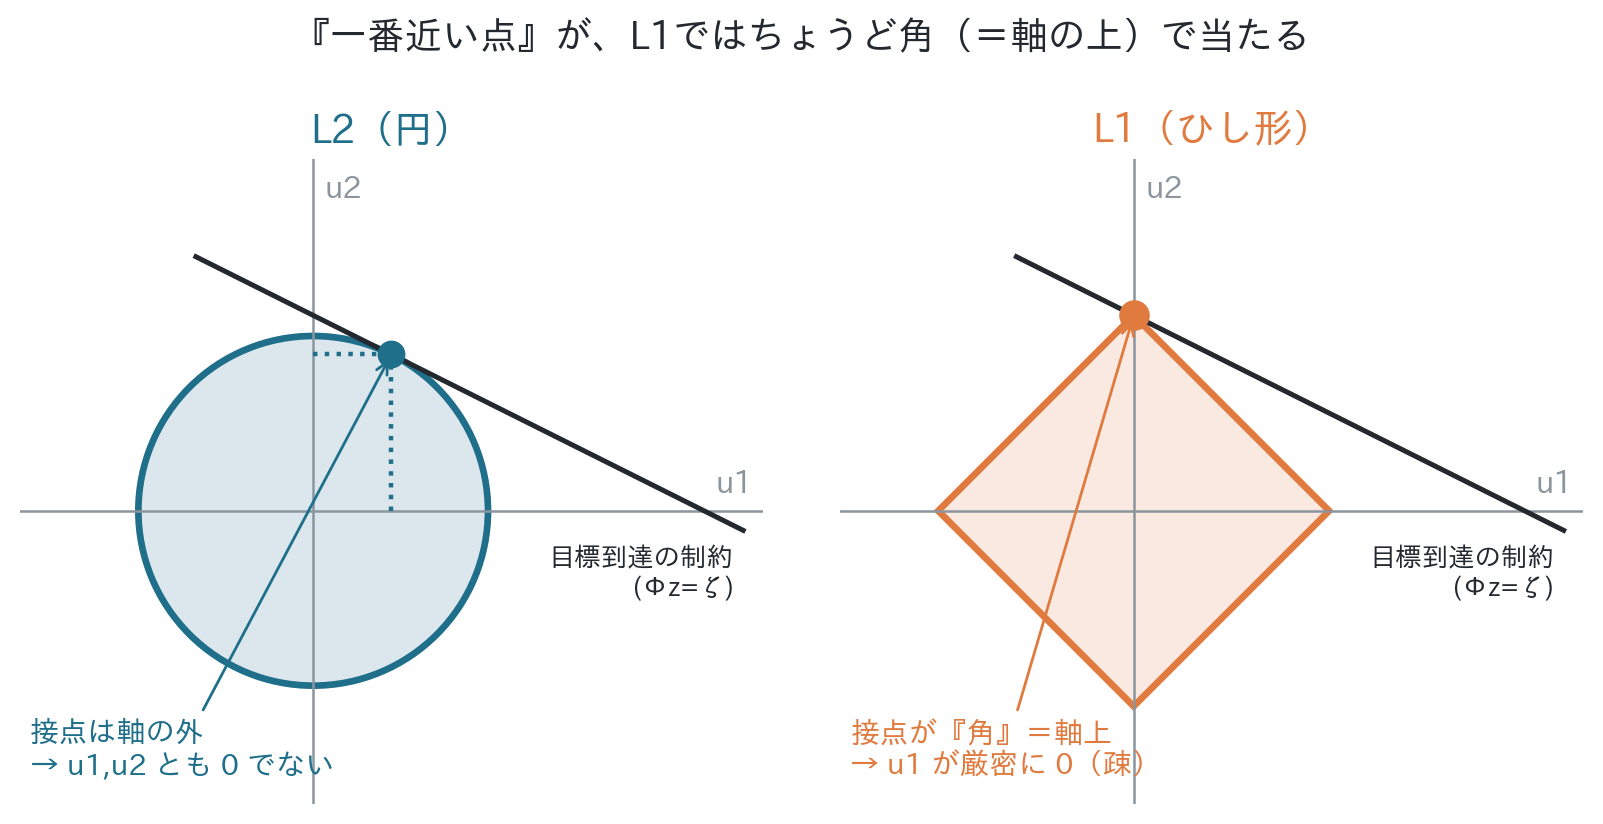 『一番近い点』が、L1ではちょうど角（＝軸の上）で当たる
L2（円）
u2
u1
目標到達の制約
(Φz=ζ)
接点は軸の外
→ u1,u2 とも 0 でない
L1（ひし形）
u2
u1
目標到達の制約
(Φz=ζ)
接点が『角』＝軸上
→ u1 が厳密に 0（疎）